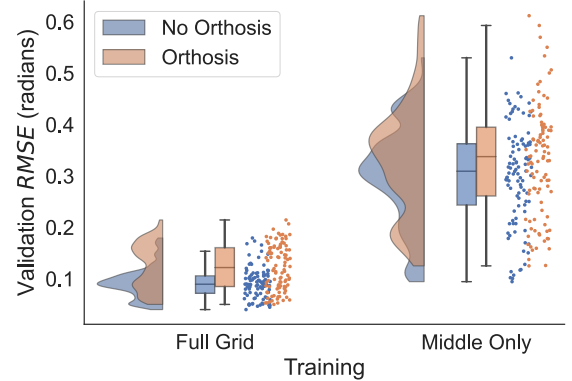 No Orthosis
Orthosis
Validation RMSE (radians)
0.6
0.5
0.4
0.3
0.2
0.1
Full Grid
Middle Only
Training